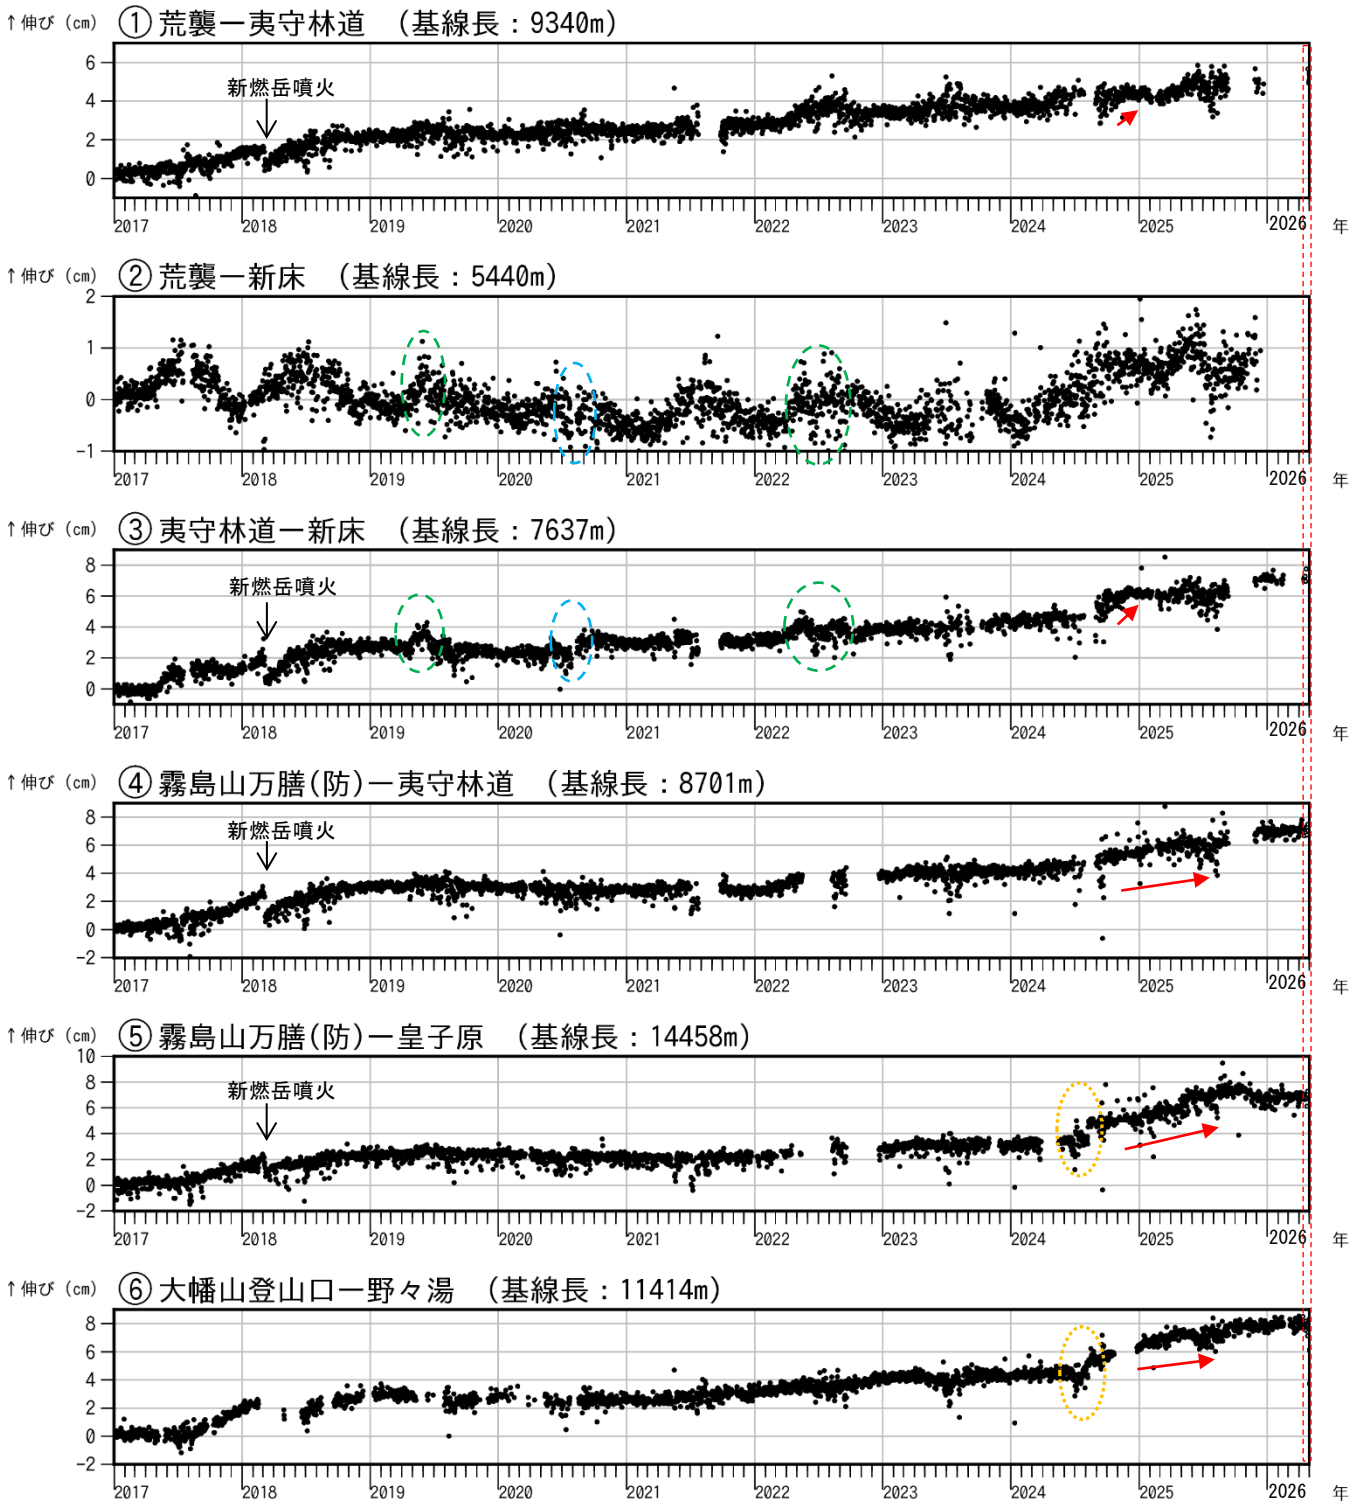 ↑伸び (cm) ①荒襲ー夷守林道 (基線長：9340m)
6
新燃岳噴火
4
2
0
2017 2018 2019 2020 2021 2022 2023 2024 2025 2026 年
↑伸び (cm) ②荒襲ー新床 (基線長：5440m)
2
1
0
-1
2017 2018 2019 2020 2021 2022 2023 2024 2025 2026 年
↑伸び (cm) ③夷守林道ー新床 (基線長：7637m)
8
新燃岳噴火
6
4
2
0
2017 2018 2019 2020 2021 2022 2023 2024 2025 2026 年
↑伸び (cm) ④霧島山万膳(防)ー夷守林道 (基線長：8701m)
8
新燃岳噴火
6
4
2
0
-2
2017 2018 2019 2020 2021 2022 2023 2024 2025 2026 年
↑伸び (cm) ⑤霧島山万膳(防)ー皇子原 (基線長：14458m)
10
8
新燃岳噴火
6
4
2
0
-2
2017 2018 2019 2020 2021 2022 2023 2024 2025 2026 年
↑伸び (cm) ⑥大幡山登山口ー野々湯 (基線長：11414m)
8
6
4
2
0
-2
2017 2018 2019 2020 2021 2022 2023 2024 2025 2026 年